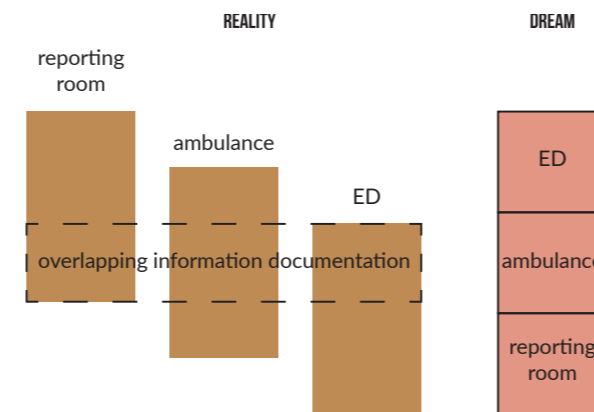 REALITY
DREAM
reporting
room
ambulance
ED
overlapping information documentation
ED
ambulance
reporting
room